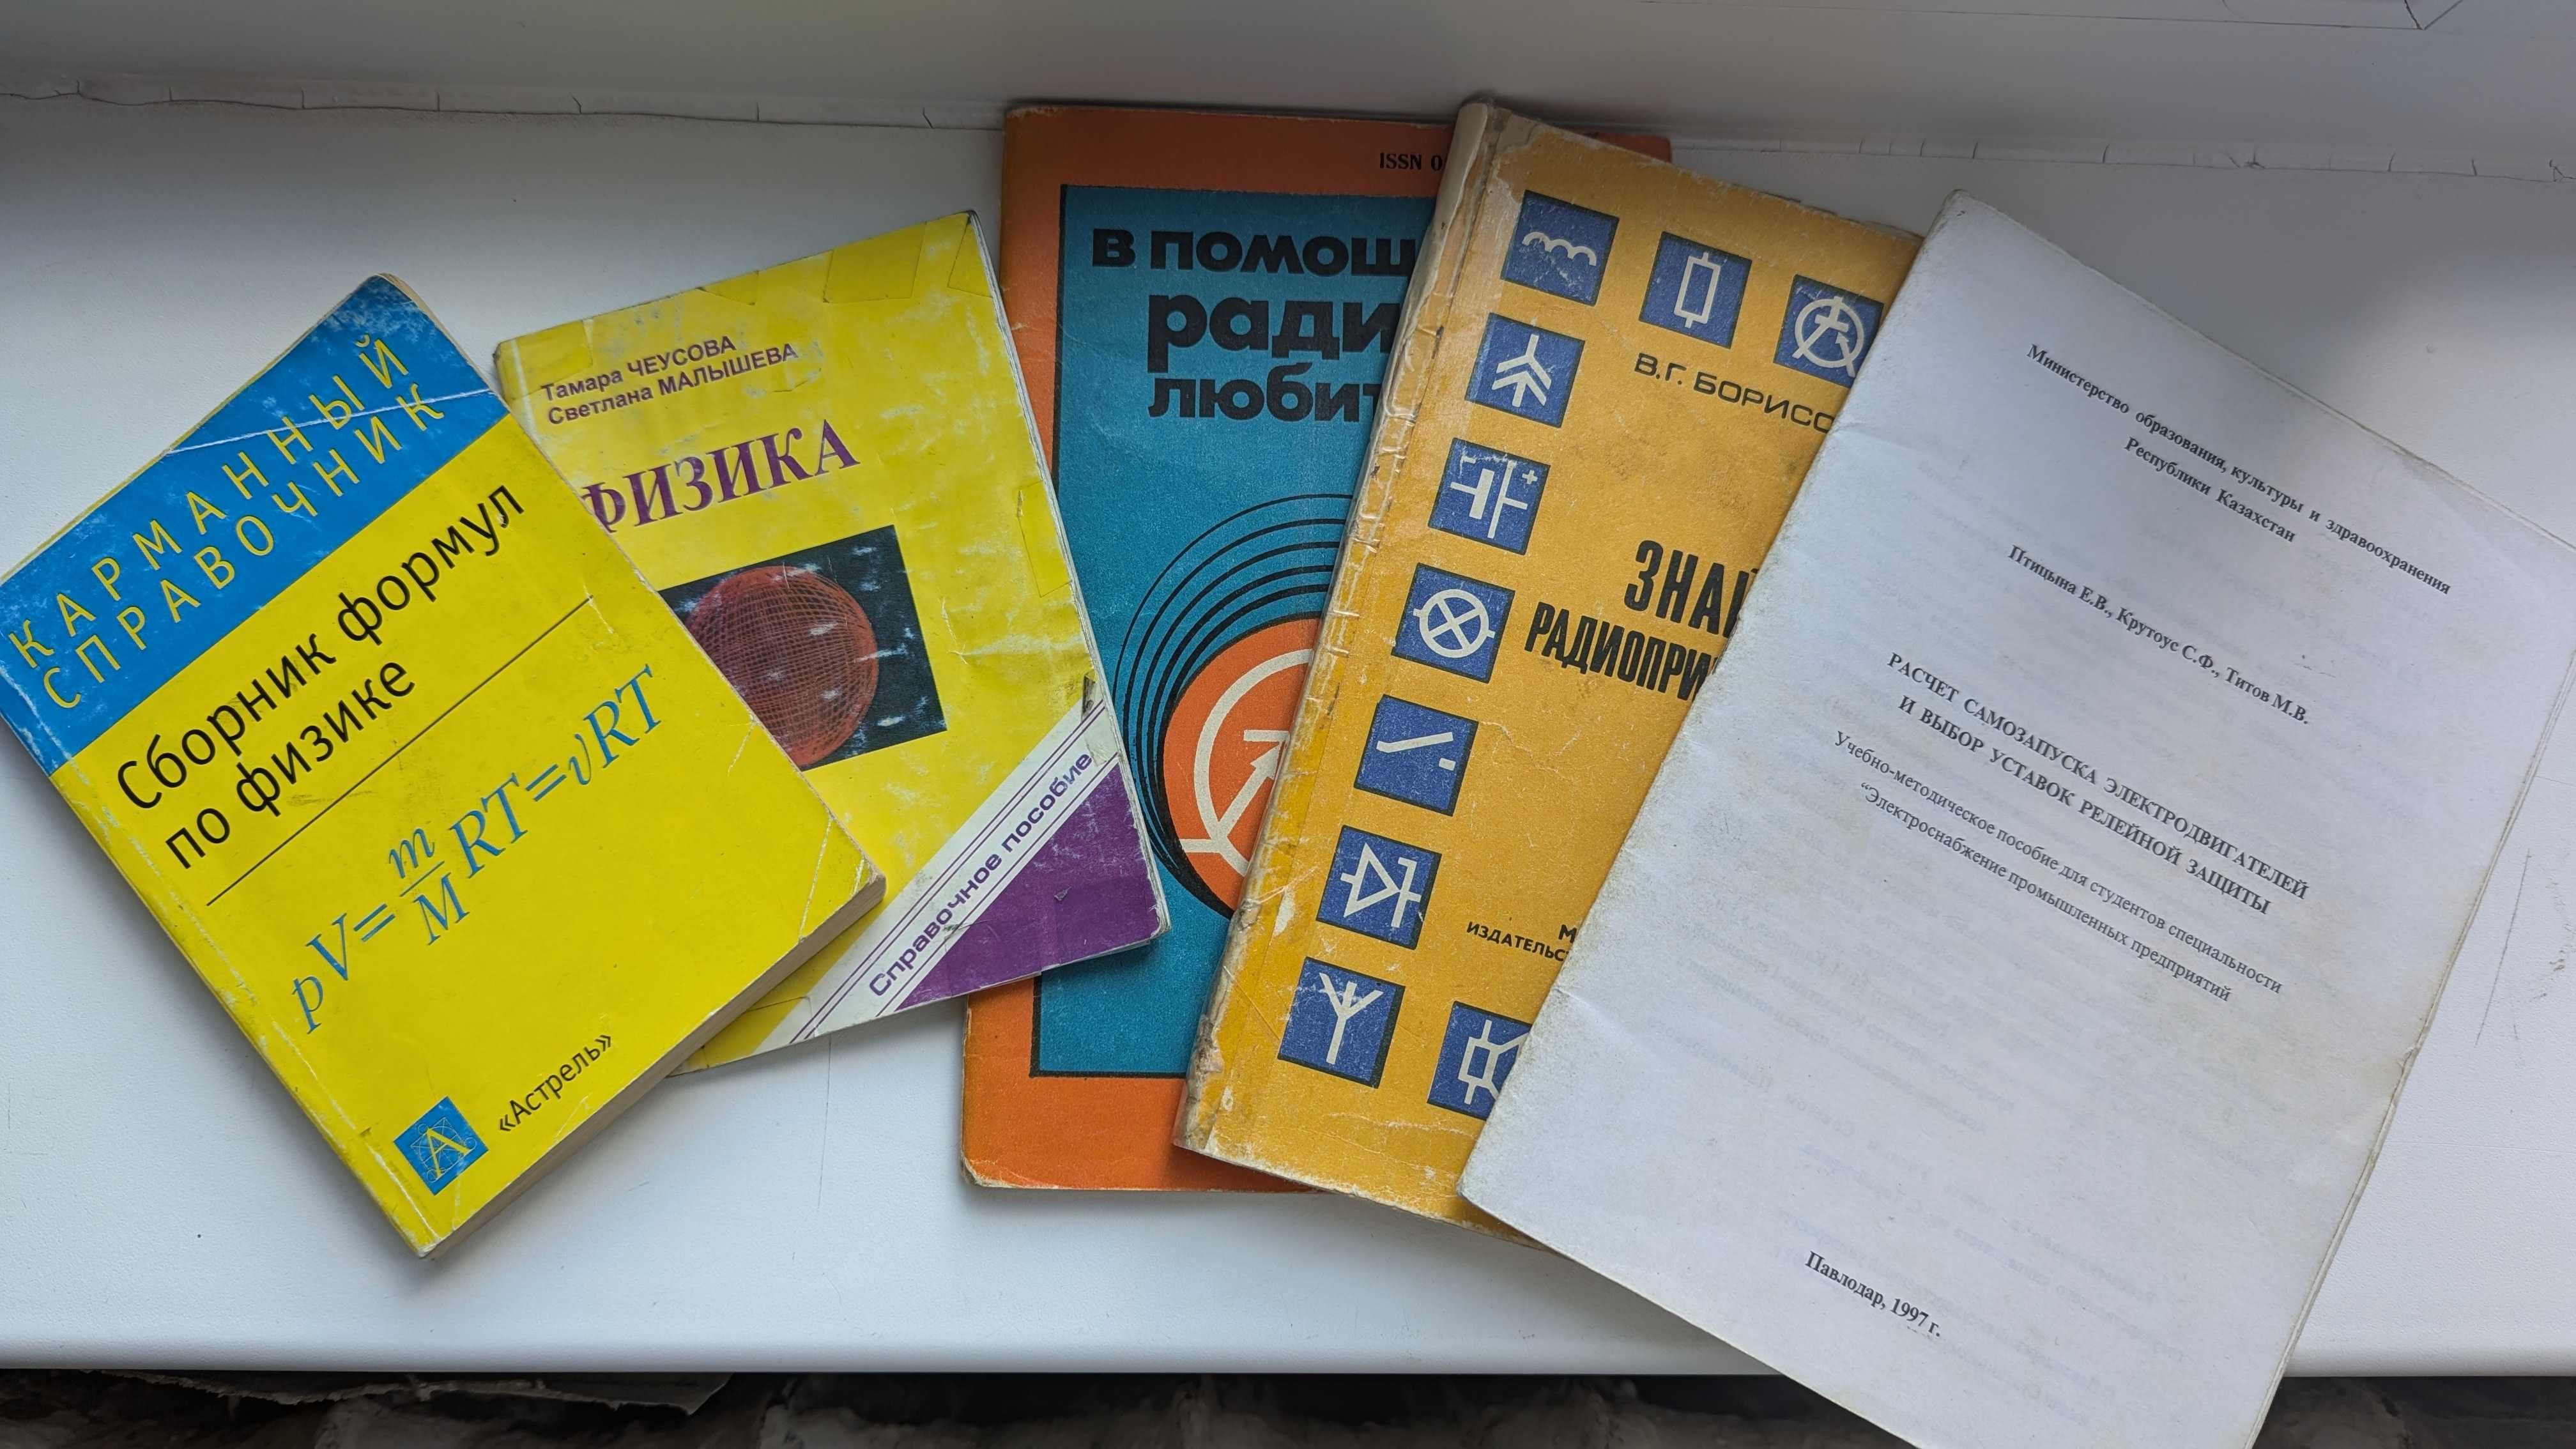 КАРМАННЫЙ
СПРАВОЧНИК
Сборник формул
по физике
pV = m/M RT = νRT
А
«Астрель»
Тамара ЧЕУСОВА
Светлана МАЛЫШЕВА
ФИЗИКА
Справочное пособие
ISSN 0
В ПОМОЩ
ради
любит
В.Г. БОРИСО
ЗНАЙ
РАДИОПРИ
М
ИЗДАТЕЛЬС
Министерство образования, культуры и здравоохранения
Республики Казахстан
Птицына Е.В., Крутоус С.Ф., Титов М.В.
РАСЧЕТ САМОЗАПУСКА ЭЛЕКТРОДВИГАТЕЛЕЙ
И ВЫБОР УСТАВОК РЕЛЕЙНОЙ ЗАЩИТЫ
Учебно-методическое пособие для студентов специальности
“Электроснабжение промышленных предприятий
Павлодар, 1997 г.